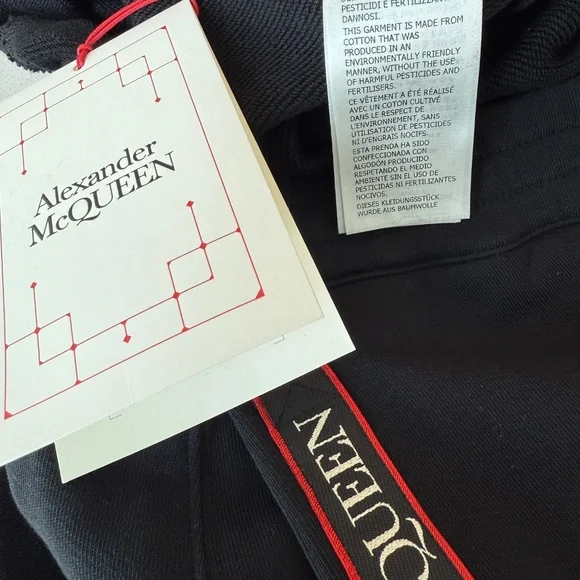 Alexander
McQUEEN
PESTICIDI E FERTILIZZANTI
DANNOSI.
THIS GARMENT IS MADE FROM
COTTON THAT WAS
PRODUCED IN AN
ENVIRONMENTALLY FRIENDLY
MANNER, WITHOUT THE USE
OF HARMFUL PESTICIDES AND
FERTILISERS.
CE VÊTEMENT A ÉTÉ RÉALISÉ
AVEC UN COTON CULTIVÉ
DANS LE RESPECT DE
L'ENVIRONNEMENT, SANS
UTILISATION DE PESTICIDES
NI D'ENGRAIS NOCIFS.
ESTA PRENDA HA SIDO
CONFECCIONADA CON
ALGODÓN PRODUCIDO
RESPETANDO EL MEDIO
AMBIENTE SIN EL USO DE
PESTICIDAS NI FERTILIZANTES
NOCIVOS.
DIESES KLEIDUNGSSTÜCK
WURDE AUS BAUMWOLLE
QUEEN